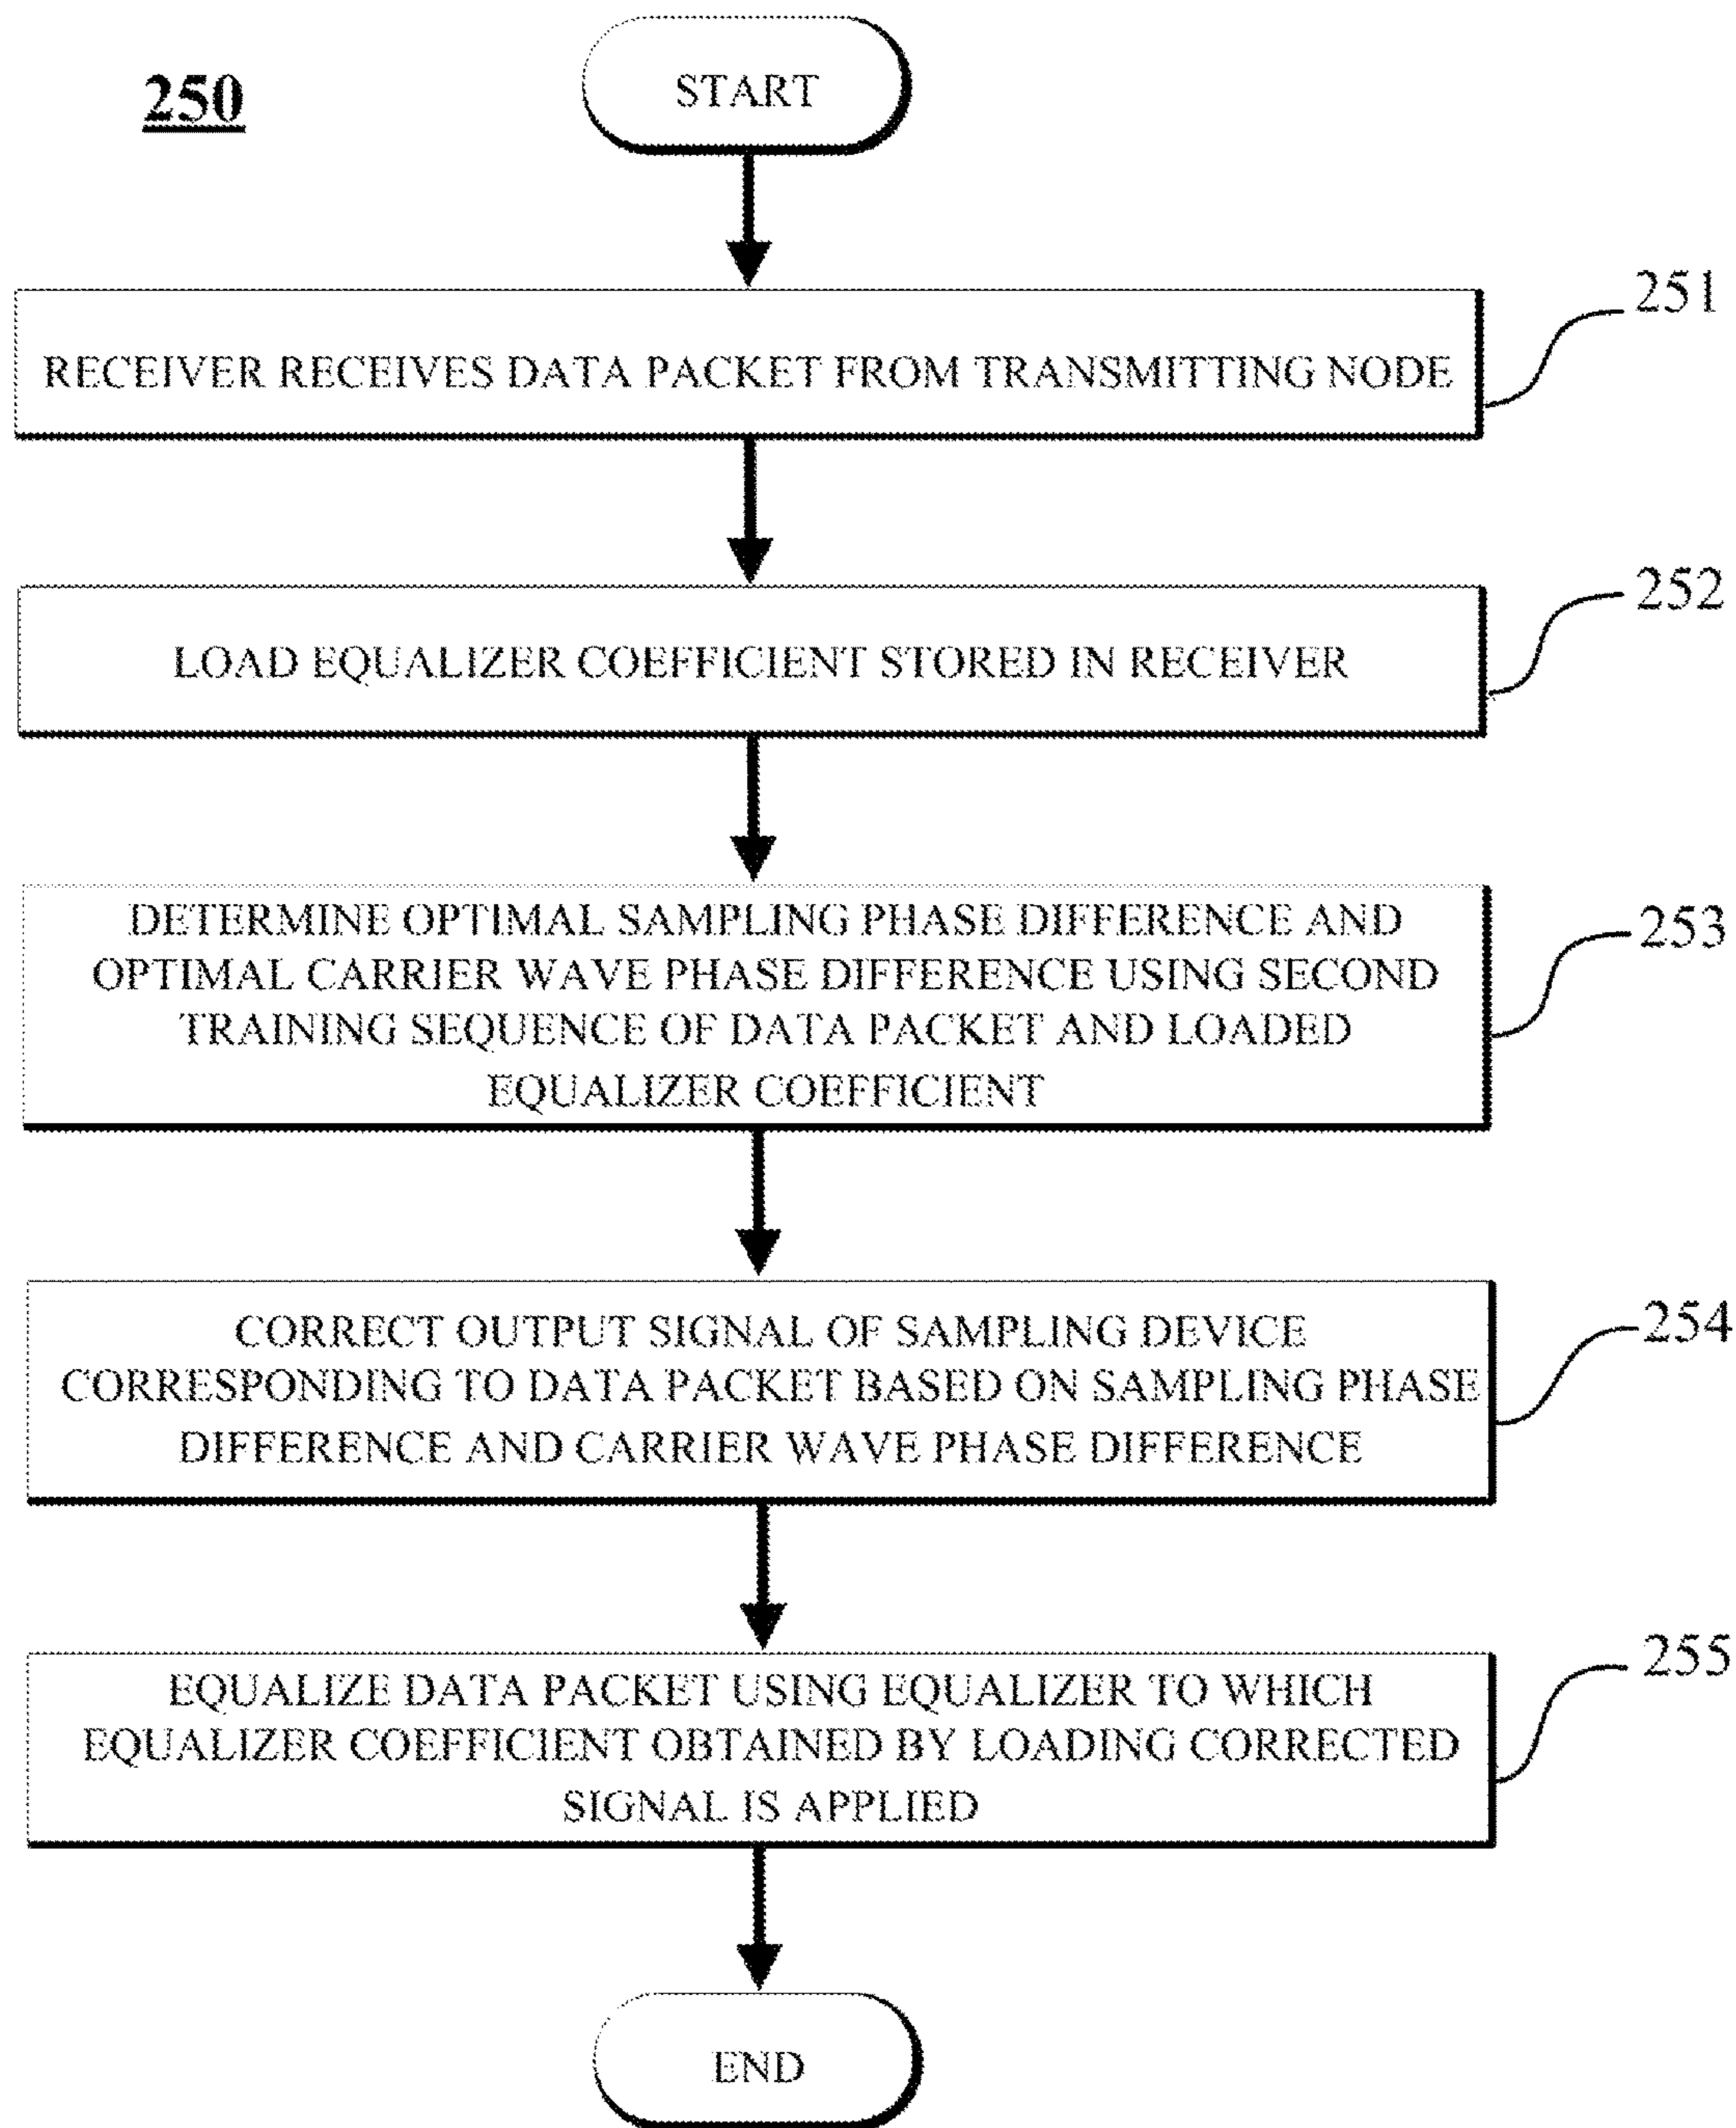 250
START
251
RECEIVER RECEIVES DATA PACKET FROM TRANSMITTING NODE
252
LOAD EQUALIZER COEFFICIENT STORED IN RECEIVER
253
DETERMINE OPTIMAL SAMPLING PHASE DIFFERENCE AND
OPTIMAL CARRIER WAVE PHASE DIFFERENCE USING SECOND
TRAINING SEQUENCE OF DATA PACKET AND LOADED
EQUALIZER COEFFICIENT
254
CORRECT OUTPUT SIGNAL OF SAMPLING DEVICE
CORRESPONDING TO DATA PACKET BASED ON SAMPLING PHASE
DIFFERENCE AND CARRIER WAVE PHASE DIFFERENCE
255
EQUALIZE DATA PACKET USING EQUALIZER TO WHICH
EQUALIZER COEFFICIENT OBTAINED BY LOADING CORRECTED
SIGNAL IS APPLIED
END